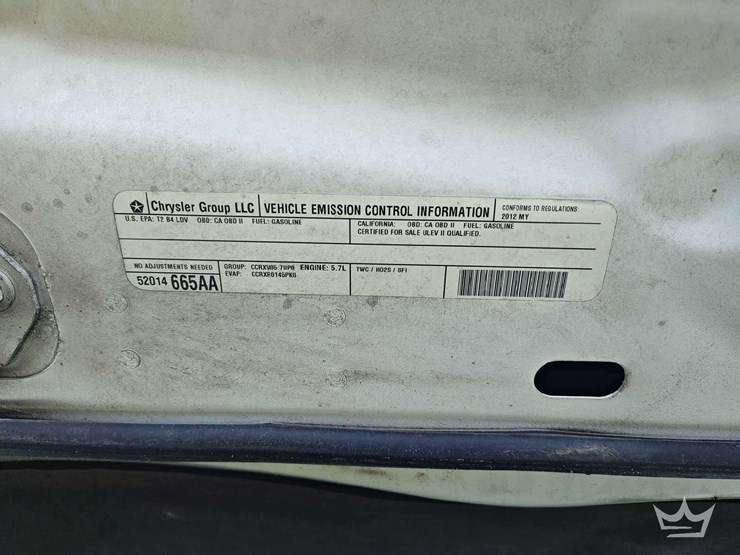 Chrysler Group LLC VEHICLE EMISSION CONTROL INFORMATION CONFORMS TO REGULATIONS
2012 MY
U.S. EPA: T2 B4 LDV OBD: CA OBD II FUEL: GASOLINE
CALIFORNIA: OBD: CA OBD II FUEL: GASOLINE
CERTIFIED FOR SALE ULEV II QUALIFIED.
NO ADJUSTMENTS NEEDED
52014 665AA
GROUP: ENGINE: 5.7L
EVAP: CCRXR0145PK0
TWC / HO2S / SFI